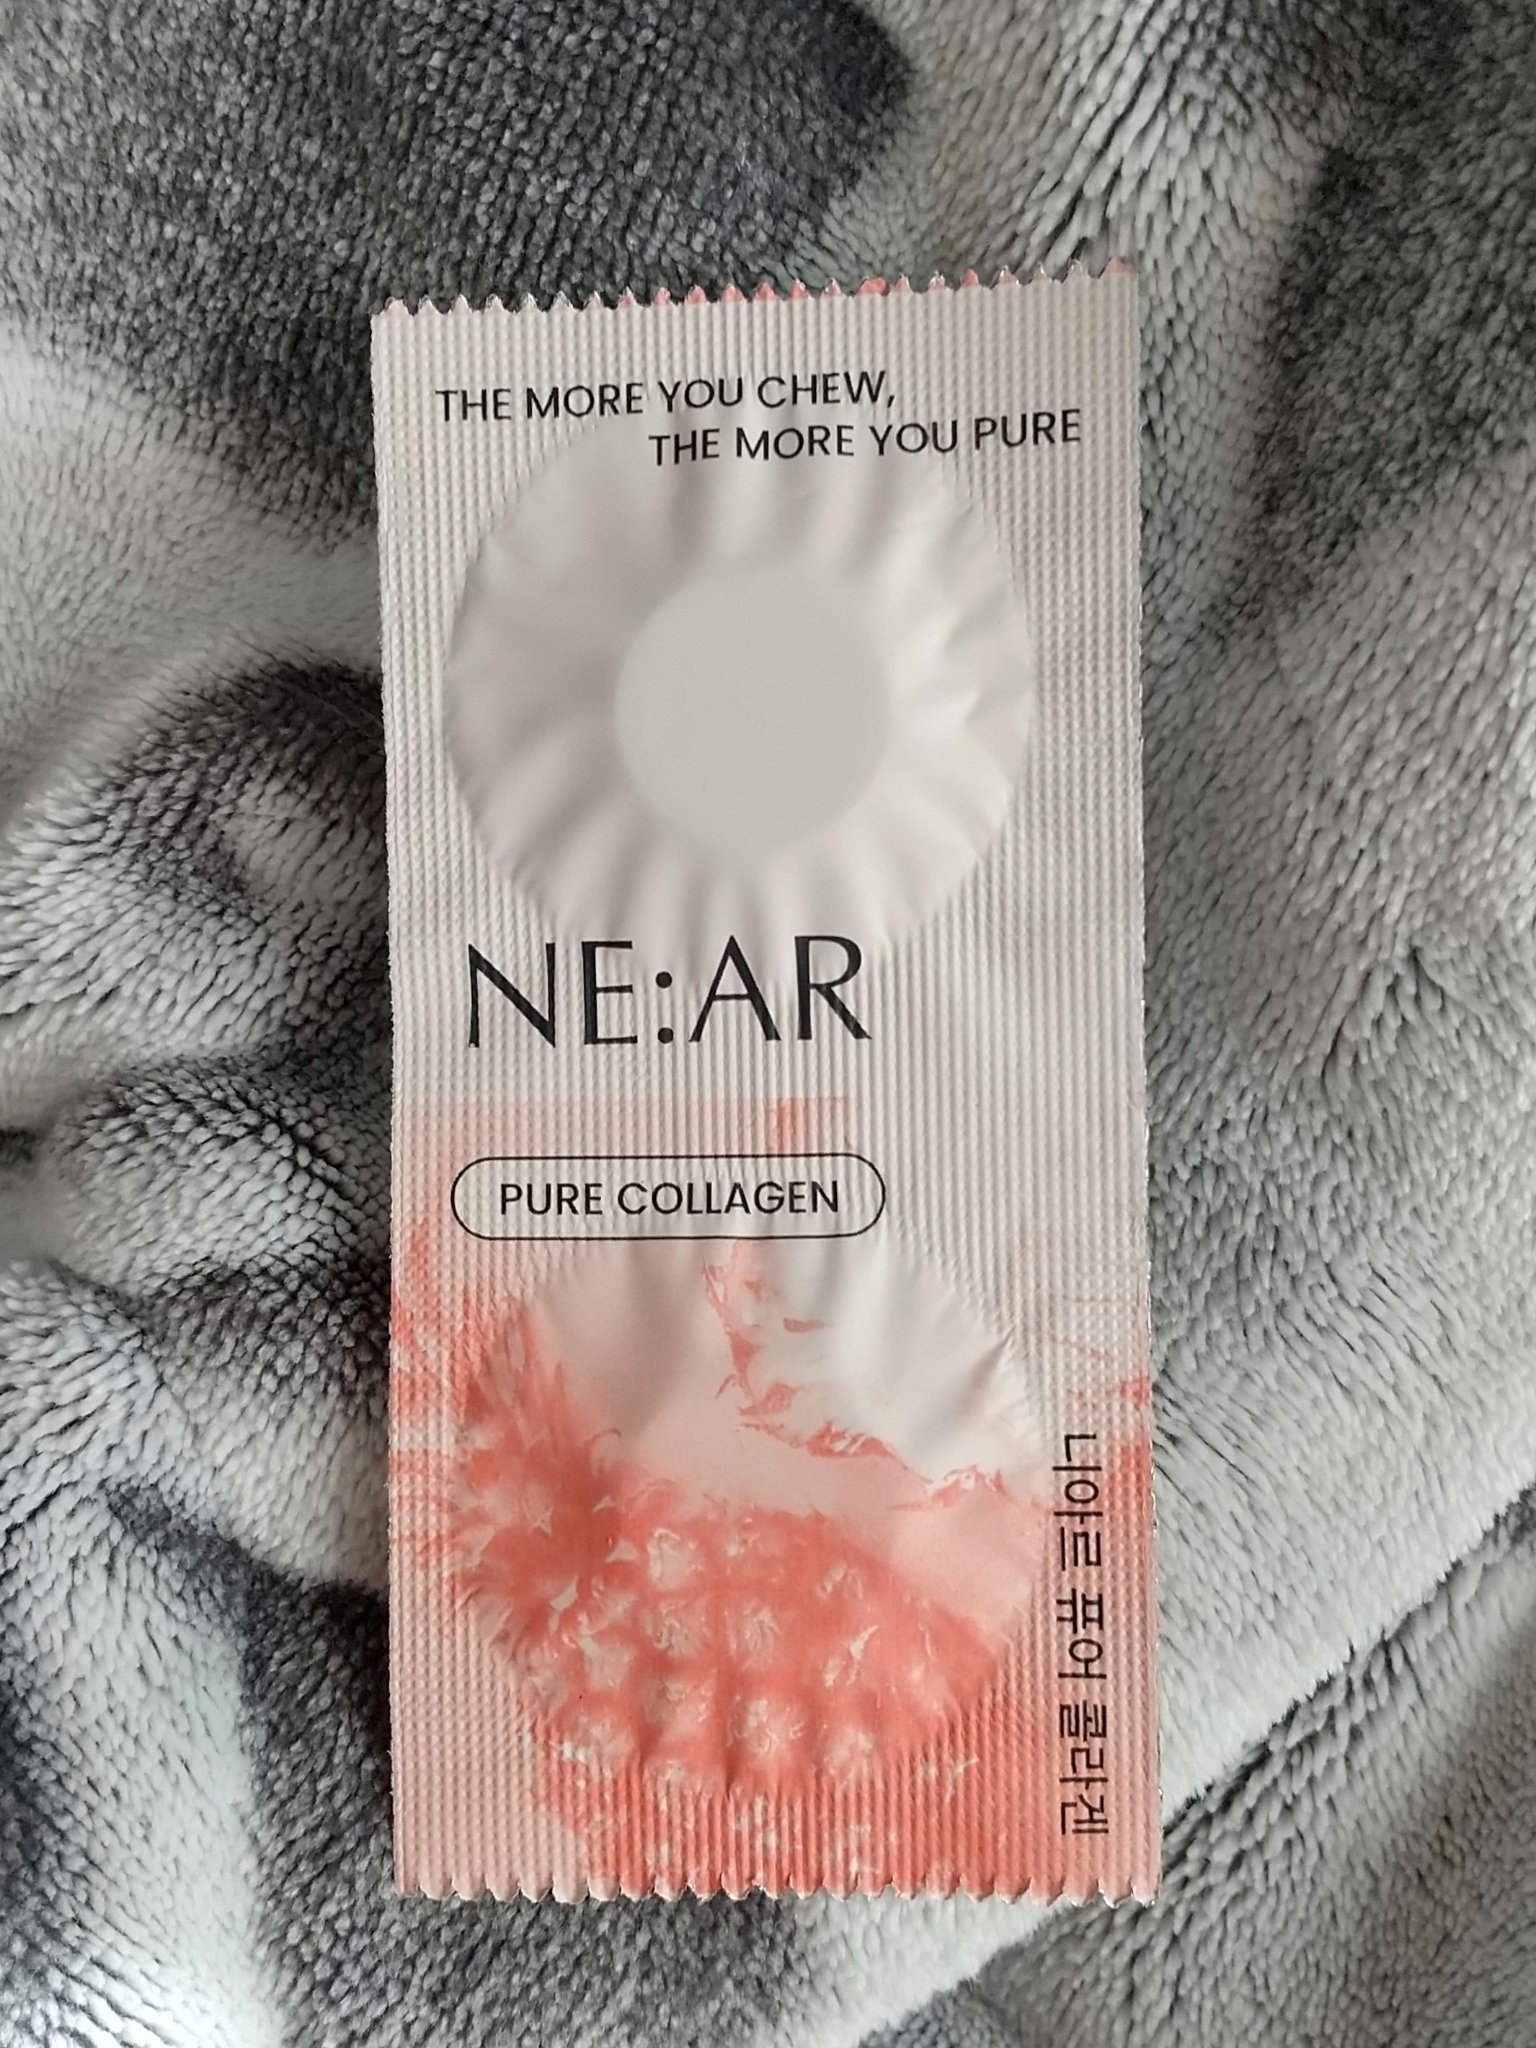 THE MORE YOU CHEW,
THE MORE YOU PURE
NE:AR
PURE COLLAGEN
니아르 퓨어 콜라겐